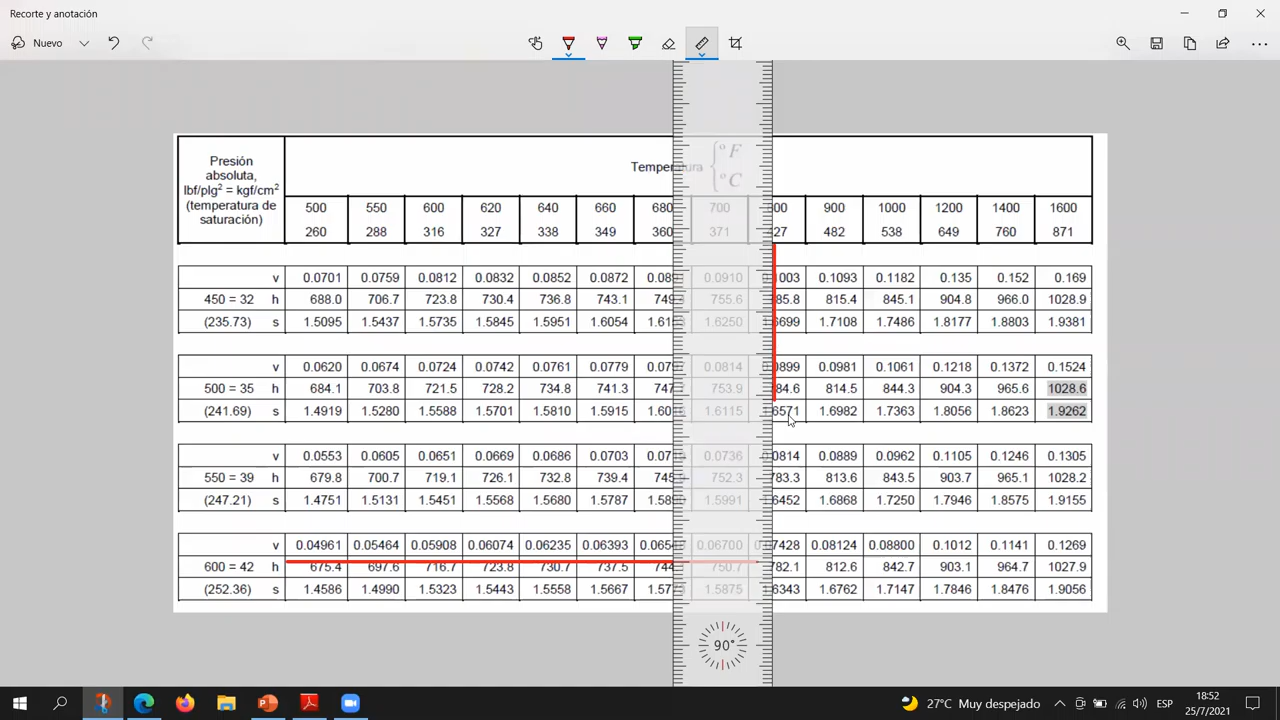 Recorte y anotación
Nuevo
Presión
absoluta,
lbf/plg² = kgf/cm²
(temperatura de
saturación)
Temperatura { º F
º C
500 550 600 620 640 660 680 700 800 900 1000 1200 1400 1600
260 288 316 327 338 349 360 371 427 482 538 649 760 871
v 0.0701 0.0759 0.0812 0.0832 0.0852 0.0872 0.0910 0.1093 0.1182 0.135 0.152 0.169
450 = 32 h 688.0 706.7 723.8 730.4 736.8 743.1 755.6 785.8 815.4 845.1 904.8 966.0 1028.9
(235.73) s 1.5095 1.5437 1.5735 1.5845 1.5951 1.6054 1.6250 1.6699 1.7108 1.7486 1.8177 1.8803 1.9381
v 0.0620 0.0674 0.0724 0.0742 0.0761 0.0779 0.0814 0.0899 0.0981 0.1061 0.1218 0.1372 0.1524
500 = 35 h 684.1 703.8 721.5 728.2 734.8 741.3 753.9 784.6 814.5 844.3 904.3 965.6 1028.6
(241.69) s 1.4919 1.5280 1.5588 1.5701 1.5810 1.5915 1.6115 1.6571 1.6982 1.7363 1.8056 1.8623 1.9262
v 0.0553 0.0605 0.0651 0.0669 0.0686 0.0703 0.0736 0.0814 0.0889 0.0962 0.1105 0.1246 0.1305
550 = 39 h 679.8 700.7 719.1 726.1 732.8 739.4 752.3 783.3 813.6 843.5 903.7 965.1 1028.2
(247.21) s 1.4751 1.5131 1.5451 1.5568 1.5680 1.5787 1.5991 1.6452 1.6868 1.7250 1.7946 1.8575 1.9155
v 0.04961 0.05464 0.05908 0.06074 0.06235 0.06393 0.06700 0.07428 0.08124 0.08800 0.1012 0.1141 0.1269
600 = 42 h 675.4 697.6 716.7 723.8 730.7 737.5 750.7 782.1 812.6 842.7 903.1 964.7 1027.9
(252.36) s 1.4586 1.4990 1.5323 1.5443 1.5558 1.5667 1.5875 1.6343 1.6762 1.7147 1.7846 1.8476 1.9056
90°
27°C Muy despejado
ESP
18:52
25/7/2021